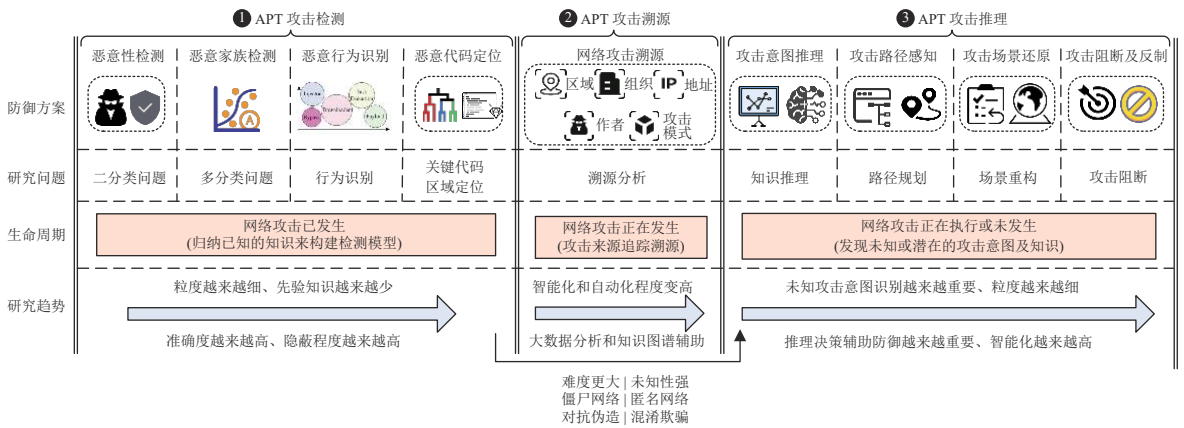 ❶ APT 攻击检测
❷ APT 攻击溯源
❸ APT 攻击推理
恶意性检测
恶意家族检测
恶意行为识别
恶意代码定位
网络攻击溯源
攻击意图推理
攻击路径感知
攻击场景还原
攻击阻断及反制
防御方案
A
区域
组织
IP
地址
作者
攻击
模式
研究问题
二分类问题
多分类问题
行为识别
关键代码
区域定位
溯源分析
知识推理
路径规划
场景重构
攻击阻断
生命周期
网络攻击已发生
(归纳已知的知识来构建检测模型)
网络攻击正在发生
(攻击来源追踪溯源)
网络攻击正在执行或未发生
(发现未知或潜在的攻击意图及知识)
研究趋势
粒度越来越细、先验知识越来越少
准确度越来越高、隐蔽程度越来越高
智能化和自动化程度变高
大数据分析和知识图谱辅助
未知攻击意图识别越来越重要、粒度越来越细
推理决策辅助防御越来越重要、智能化越来越高
难度更大 | 未知性强
僵尸网络 | 匿名网络
对抗伪造 | 混淆欺骗